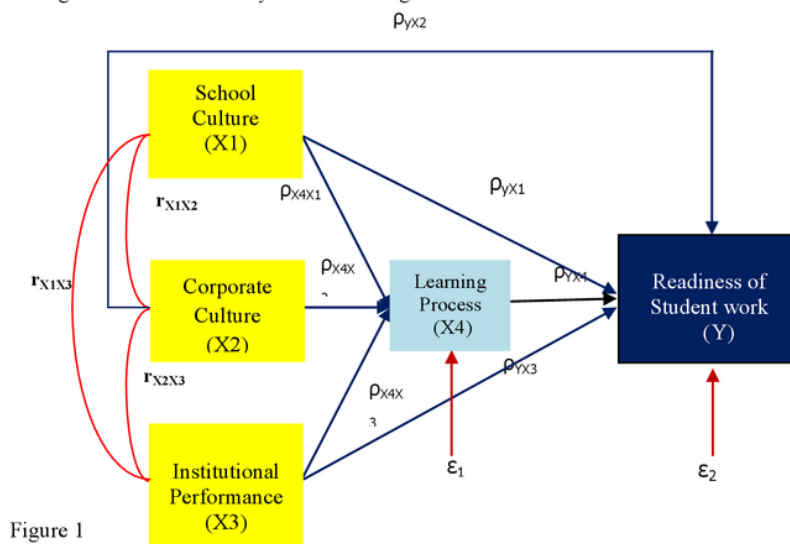 ρyX2
School
Culture
(X1)
rX1X2
ρX4X1
ρyX1
rX1X3
Corporate
Culture
(X2)
ρX4X
Learning
Process
(X4)
ρYX4
Readiness of
Student work
(Y)
rX2X3
ρX4X
3
ρYX3
Institutional
Performance
(X3)
ε1
ε2
Figure 1